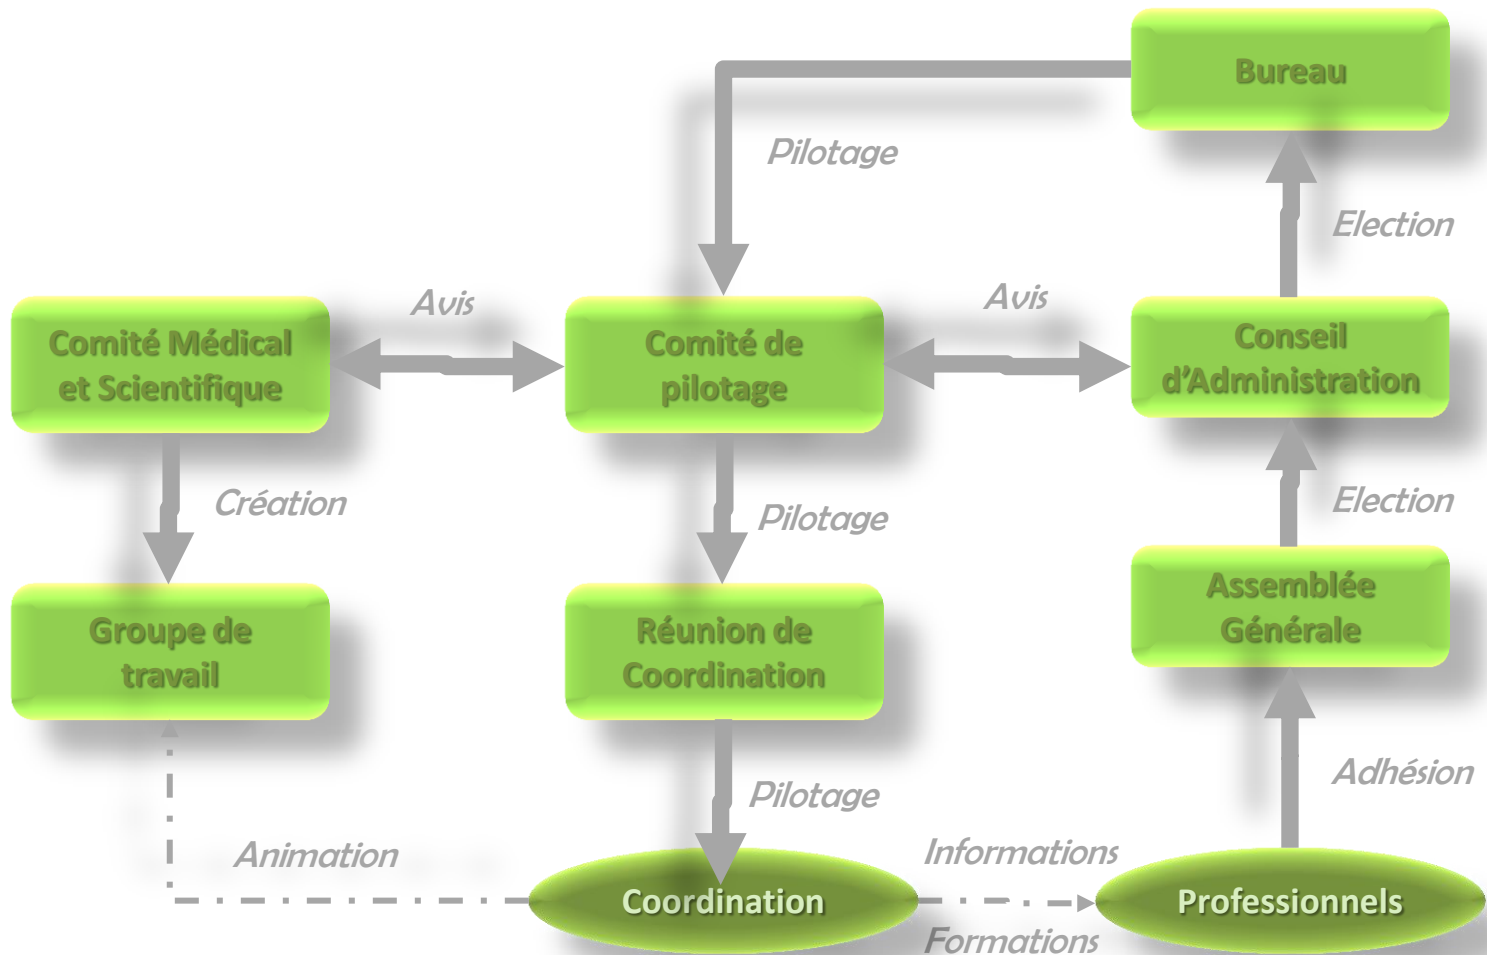 Bureau
Pilotage
Election
Avis
Avis
Comité Médical
et Scientifique
Comité de
pilotage
Conseil
d'Administration
Création
Pilotage
Election
Groupe de
travail
Réunion de
Coordination
Assemblée
Générale
Pilotage
Adhésion
Animation
Informations
Coordination
Professionnels
Formations